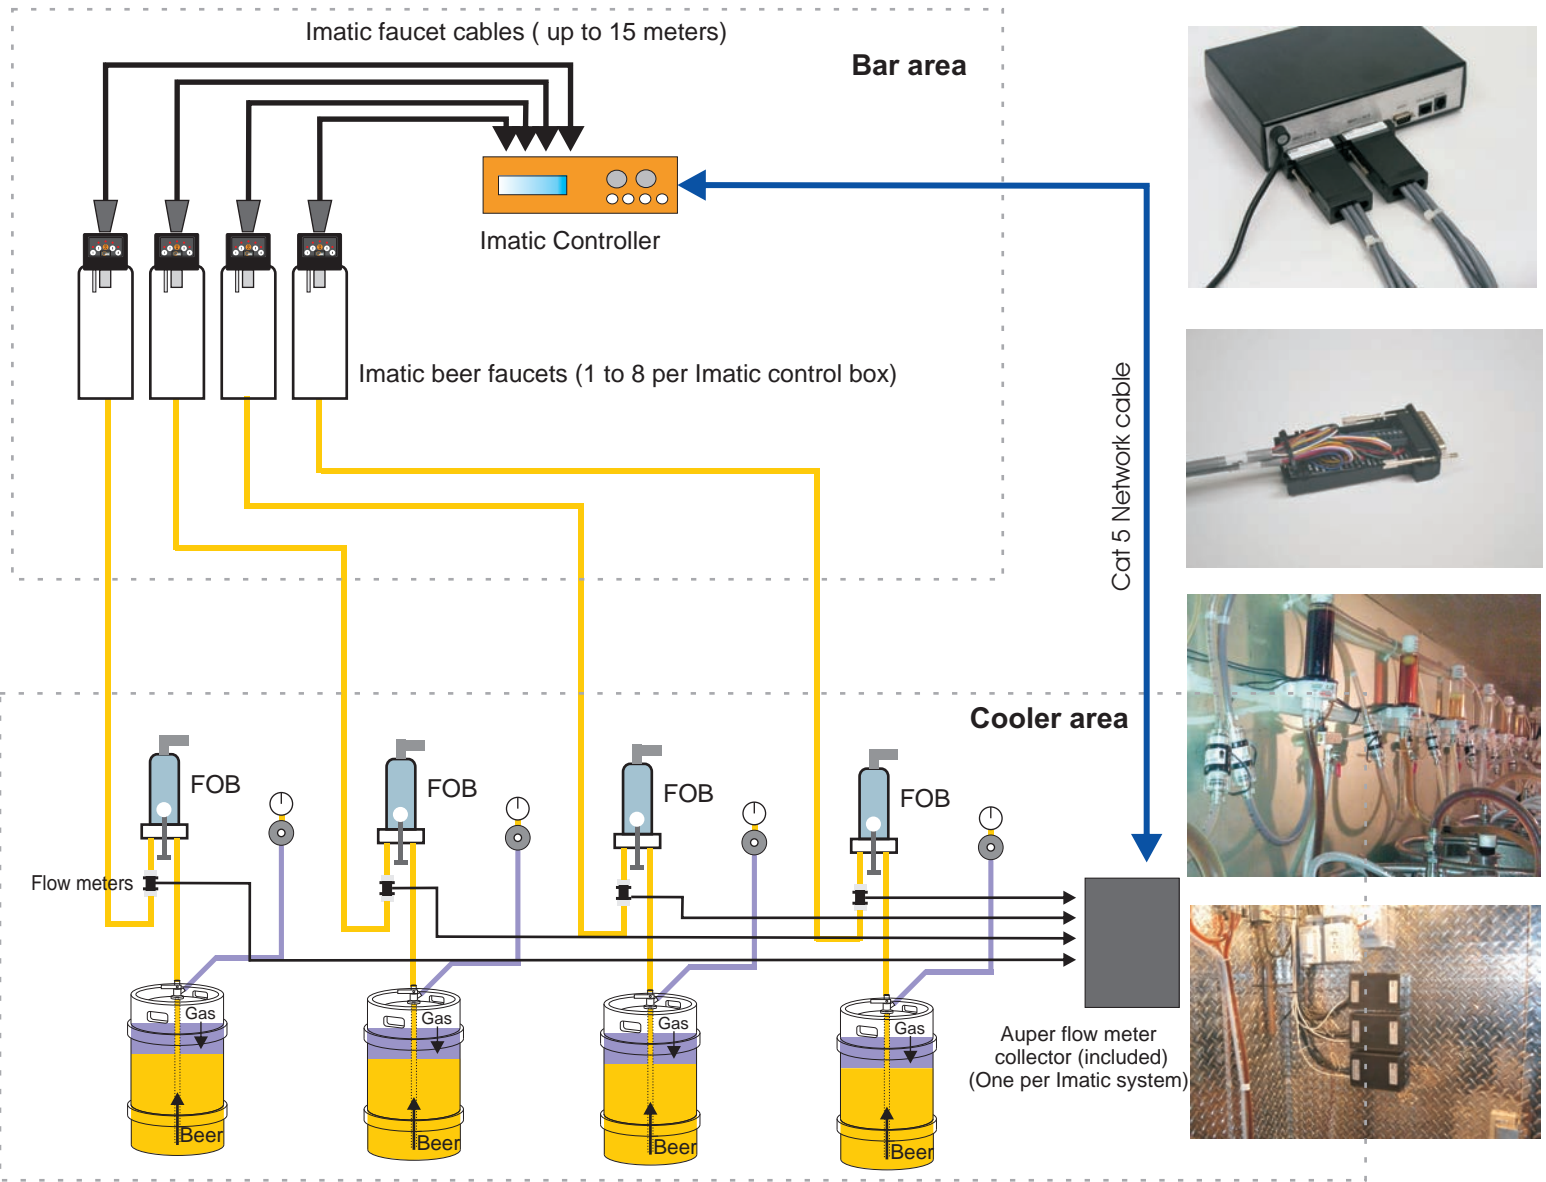 Imatic faucet cables ( up to 15 meters)
Bar area
Imatic Controller
Imatic beer faucets (1 to 8 per Imatic control box)
Cat 5 Network cable
Cooler area
FOB
FOB
FOB
FOB
Flow meters
Gas
Gas
Gas
Gas
Auper flow meter
collector (included)
(One per Imatic system)
Beer
Beer
Beer
Beer